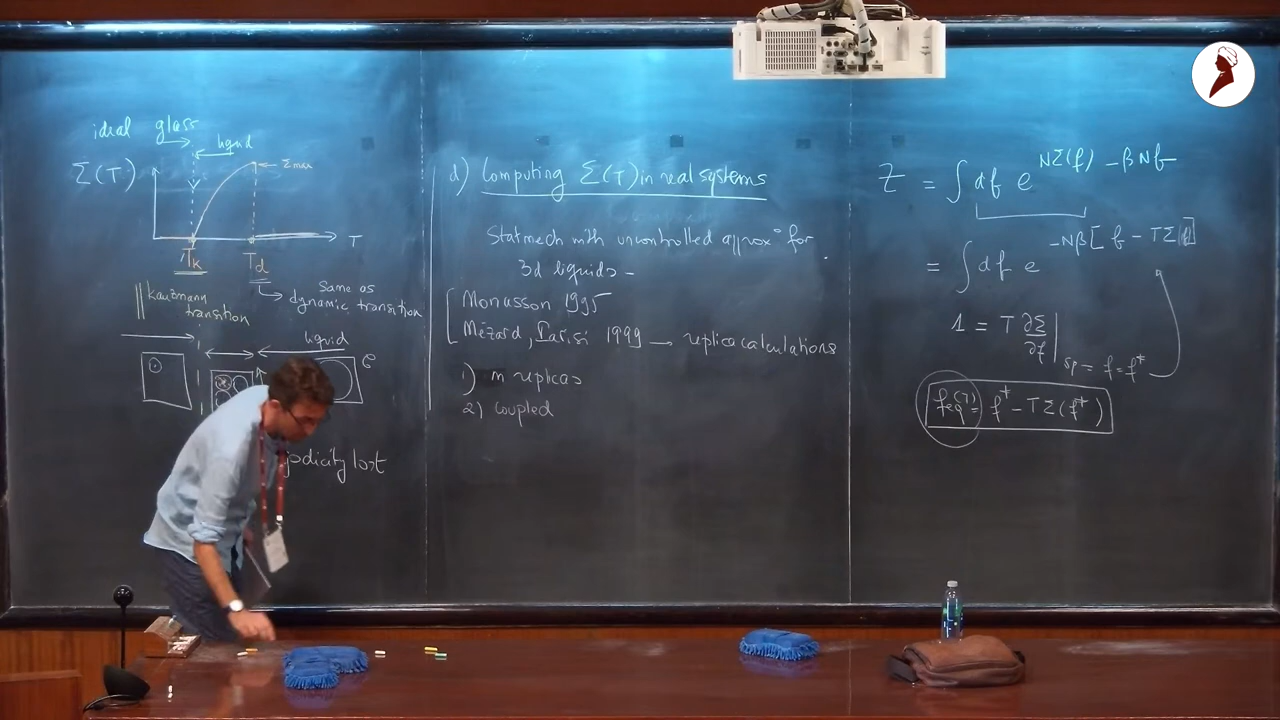 ideal glass
liquid
Σ(T)
Σmax
T
TK
Td
Kauzmann
transition
same as
dynamic transition
liquid
e
odicity lost
d) Computing Σ(T) in real systems
Stat mech with uncontrolled approx° for
3d liquids -
Monasson 1995
Mézard, Parisi 1999 → replica calculations
1) m replicas
2) coupled
Z = ∫ df e^{NΣ(f) - βNf}
= ∫ df e^{-Nβ[f - TΣ(f)]}
1 = T ∂Σ/∂f |sp = f = f*
feq(T) = f* - TΣ(f*)